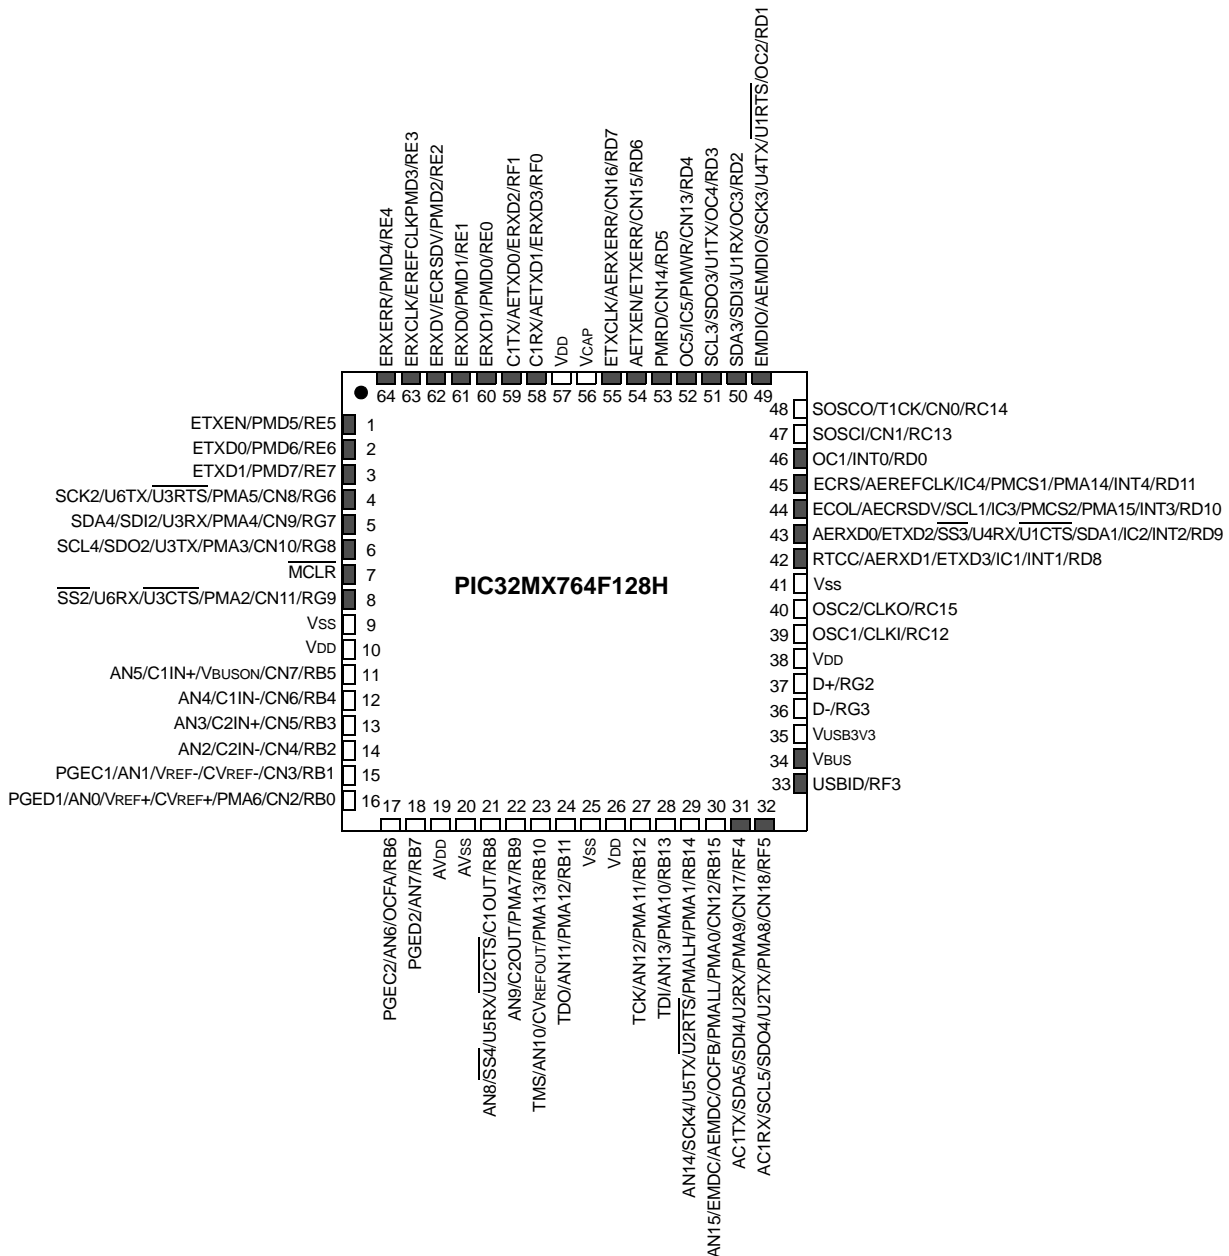 ERXERR/PMD4/RE4
ERXCLK/EREFCLKPMD3/RE3
ERXDV/ECRSDV/PMD2/RE2
ERXD0/PMD1/RE1
ERXD1/PMD0/RE0
C1TX/AETXD0/ERXD2/RF1
C1RX/AETXD1/ERXD3/RF0
VDD
VCAP
ETXCLK/AERXERR/CN16/RD7
AETXEN/ETXERR/CN15/RD6
PMRD/CN14/RD5
OC5/IC5/PMWR/CN13/RD4
SCL3/SDO3/U1TX/OC4/RD3
SDA3/SDI3/U1RX/OC3/RD2
EMDIO/AEMDIO/SCK3/U4TX/U1RTS/OC2/RD1
64 63 62 61 60 59 58 57 56 55 54 53 52 51 50 49
ETXEN/PMD5/RE5 1
ETXD0/PMD6/RE6 2
ETXD1/PMD7/RE7 3
SCK2/U6TX/U3RTS/PMA5/CN8/RG6 4
SDA4/SDI2/U3RX/PMA4/CN9/RG7 5
SCL4/SDO2/U3TX/PMA3/CN10/RG8 6
MCLR 7
SS2/U6RX/U3CTS/PMA2/CN11/RG9 8
VSS 9
VDD 10
AN5/C1IN+/VBUSON/CN7/RB5 11
AN4/C1IN-/CN6/RB4 12
AN3/C2IN+/CN5/RB3 13
AN2/C2IN-/CN4/RB2 14
PGEC1/AN1/VREF-/CVREF-/CN3/RB1 15
PGED1/AN0/VREF+/CVREF+/PMA6/CN2/RB0 16
PIC32MX764F128H
48 SOSCO/T1CK/CN0/RC14
47 SOSCI/CN1/RC13
46 OC1/INT0/RD0
45 ECRS/AEREFCLK/IC4/PMCS1/PMA14/INT4/RD11
44 ECOL/AECRSDV/SCL1/IC3/PMCS2/PMA15/INT3/RD10
43 AERXD0/ETXD2/SS3/U4RX/U1CTS/SDA1/IC2/INT2/RD9
42 RTCC/AERXD1/ETXD3/IC1/INT1/RD8
41 Vss
40 OSC2/CLKO/RC15
39 OSC1/CLKI/RC12
38 VDD
37 D+/RG2
36 D-/RG3
35 VUSB3V3
34 VBUS
33 USBID/RF3
17 18 19 20 21 22 23 24 25 26 27 28 29 30 31 32
PGEC2/AN6/OCFA/RB6
PGED2/AN7/RB7
AVDD
AVSS
AN8/SS4/U5RX/U2CTS/C1OUT/RB8
AN9/C2OUT/PMA7/RB9
TMS/AN10/CVREFOUT/PMA13/RB10
TDO/AN11/PMA12/RB11
VSS
VDD
TCK/AN12/PMA11/RB12
TDI/AN13/PMA10/RB13
AN14/SCK4/U5TX/U2RTS/PMALH/PMA1/RB14
AN15/EMDC/AEMDC/OCFB/PMALL/PMA0/CN12/RB15
AC1TX/SDA5/SDI4/U2RX/PMA9/CN17/RF4
AC1RX/SCL5/SDO4/U2TX/PMA8/CN18/RF5